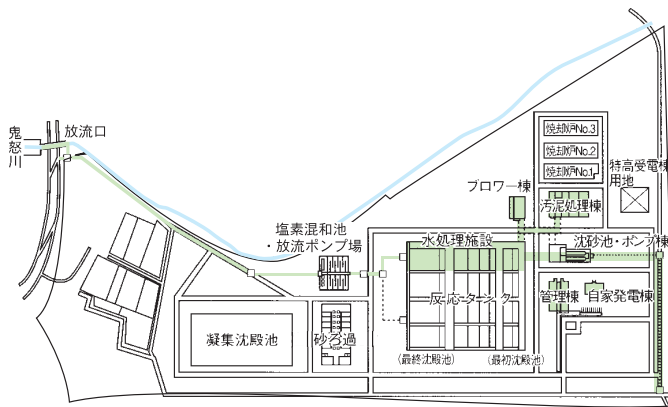 鬼怒川
放流口
焼却炉No.3
焼却炉No.2
焼却炉No.1
特高受電棟
用地
ブロワー棟
汚泥処理棟
塩素混和池
・放流ポンプ場
水処理施設
沈砂池・ポンプ棟
反応タンク
管理棟
自家発電棟
凝集沈殿池
砂ろ過
(最終沈殿池)
(最初沈殿池)